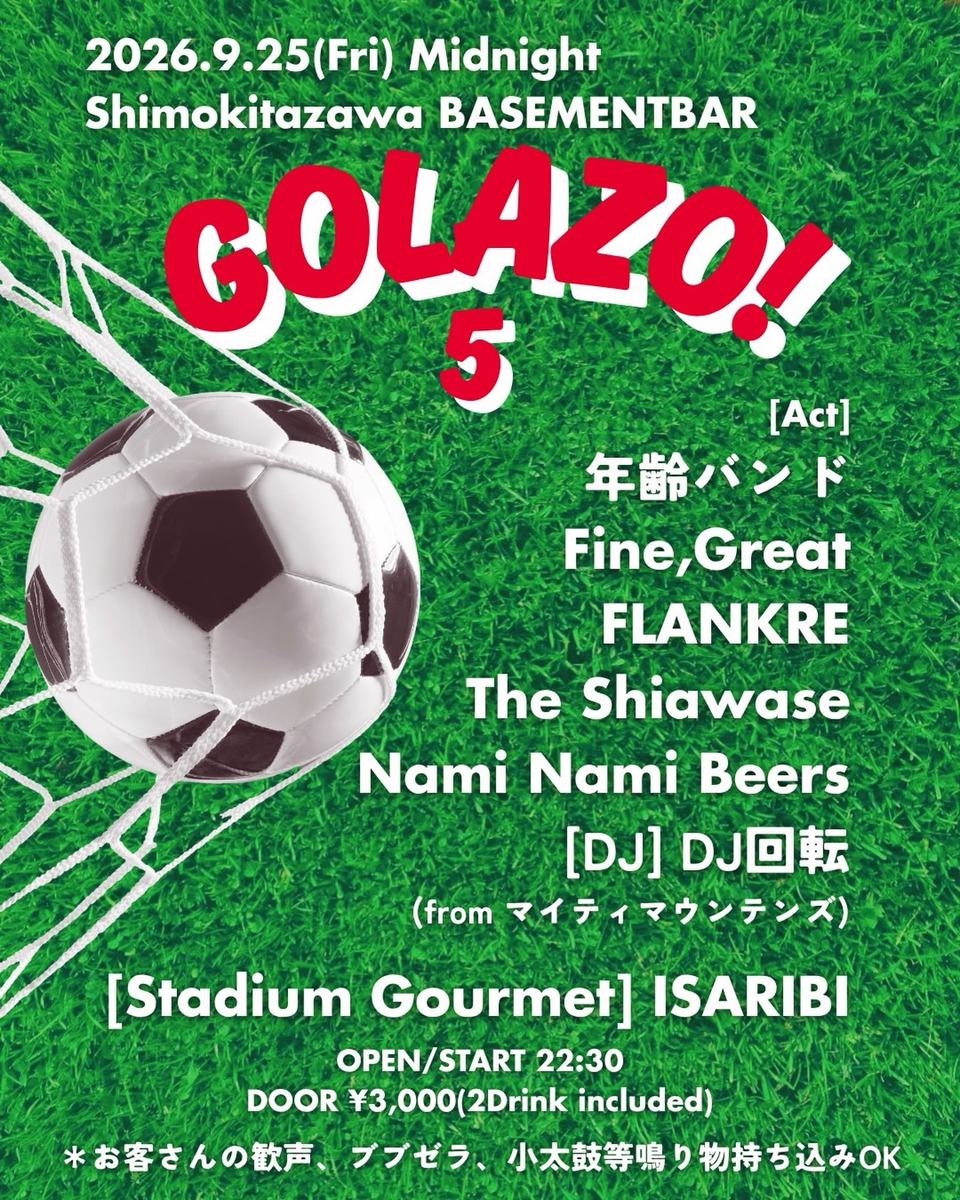 2026.9.25(Fri) Midnight
Shimokitazawa BASEMENTBAR
GOLAZO!
5
[Act]
年齢バンド
Fine,Great
FLANKRE
The Shiawase
Nami Nami Beers
[DJ] DJ回転
(from マイティマウンテンズ)
[Stadium Gourmet] ISARIBI
OPEN/START 22:30
DOOR ¥3,000(2Drink included)
＊お客さんの歓声、ブブゼラ、小太鼓等鳴り物持ち込みOK